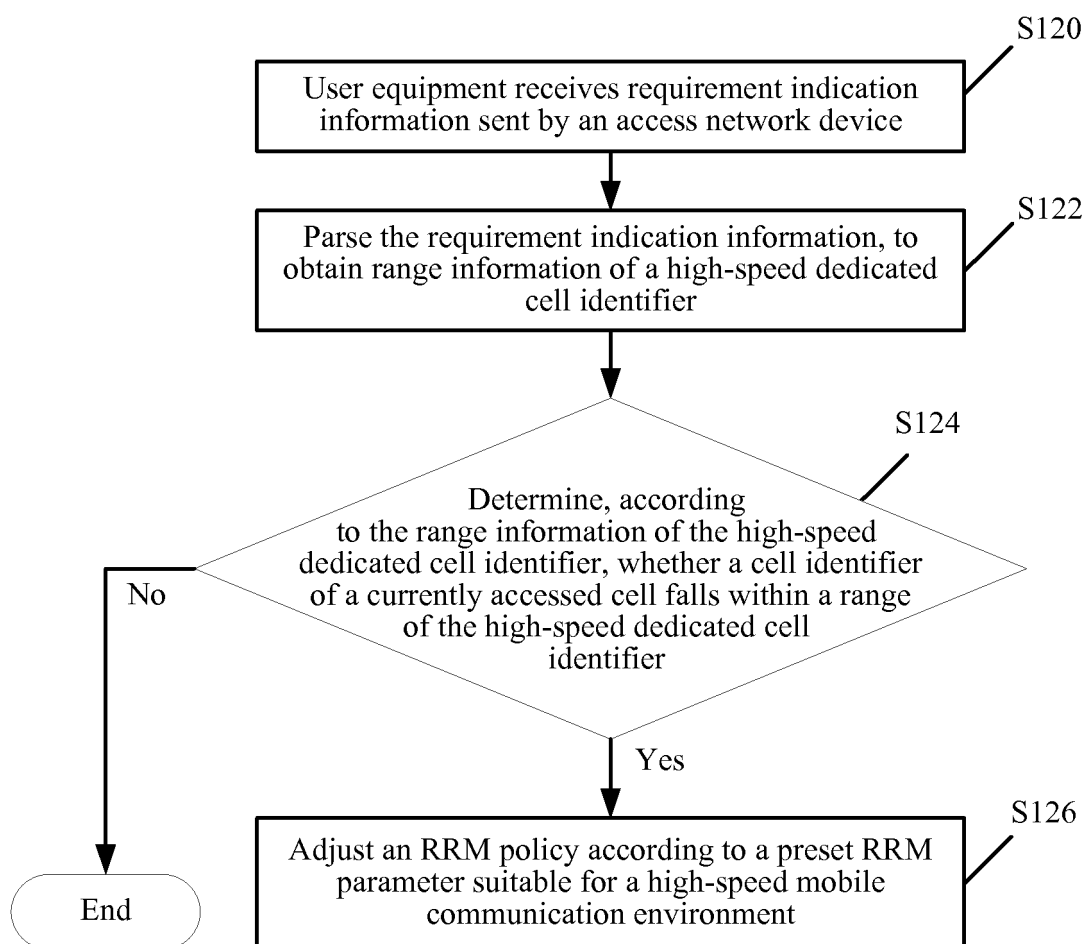 S120
User equipment receives requirement indication
information sent by an access network device
S122
Parse the requirement indication information, to
obtain range information of a high-speed dedicated
cell identifier
S124
Determine, according
to the range information of the high-speed
dedicated cell identifier, whether a cell identifier
of a currently accessed cell falls within a range
of the high-speed dedicated cell
identifier
No
Yes
S126
Adjust an RRM policy according to a preset RRM
parameter suitable for a high-speed mobile
communication environment
End